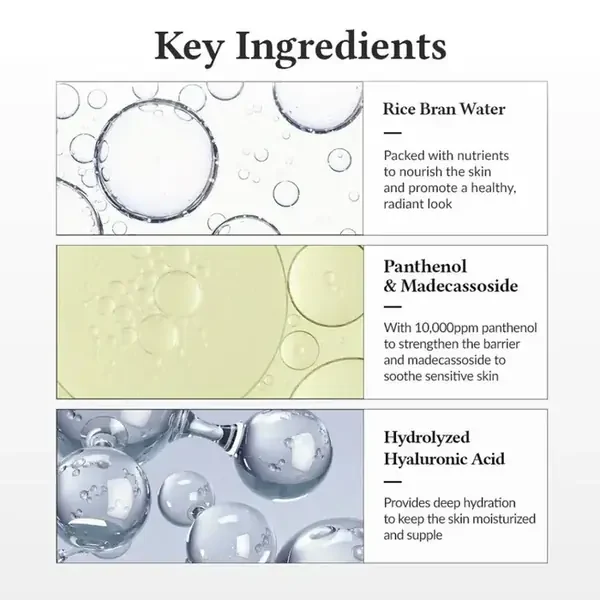 Key Ingredients
Rice Bran Water
Packed with nutrients
to nourish the skin
and promote a healthy,
radiant look
Panthenol
& Madecassoside
With 10,000ppm panthenol
to strengthen the barrier
and madecassoside to
soothe sensitive skin
Hydrolyzed
Hyaluronic Acid
Provides deep hydration
to keep the skin moisturized
and supple